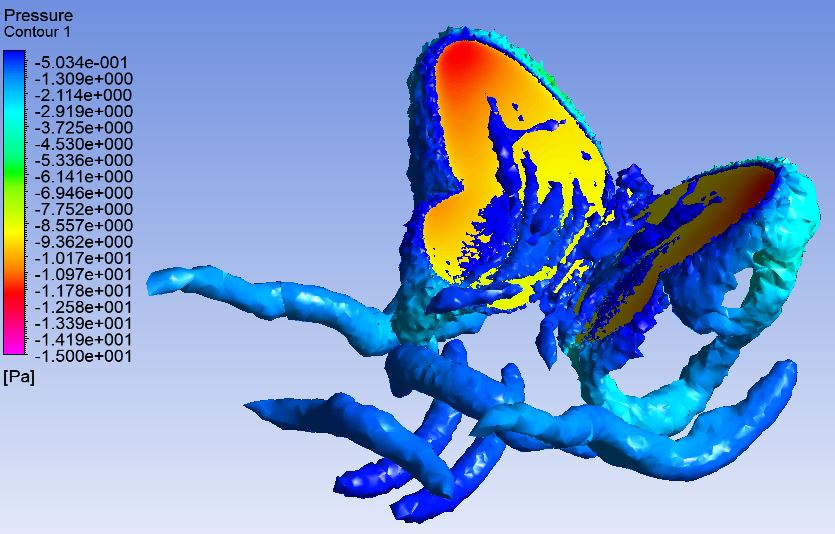 Pressure
Contour 1
-5.034e-001
-1.309e+000
-2.114e+000
-2.919e+000
-3.725e+000
-4.530e+000
-5.336e+000
-6.141e+000
-6.946e+000
-7.752e+000
-8.557e+000
-9.362e+000
-1.017e+001
-1.097e+001
-1.178e+001
-1.258e+001
-1.339e+001
-1.419e+001
-1.500e+001
[Pa]